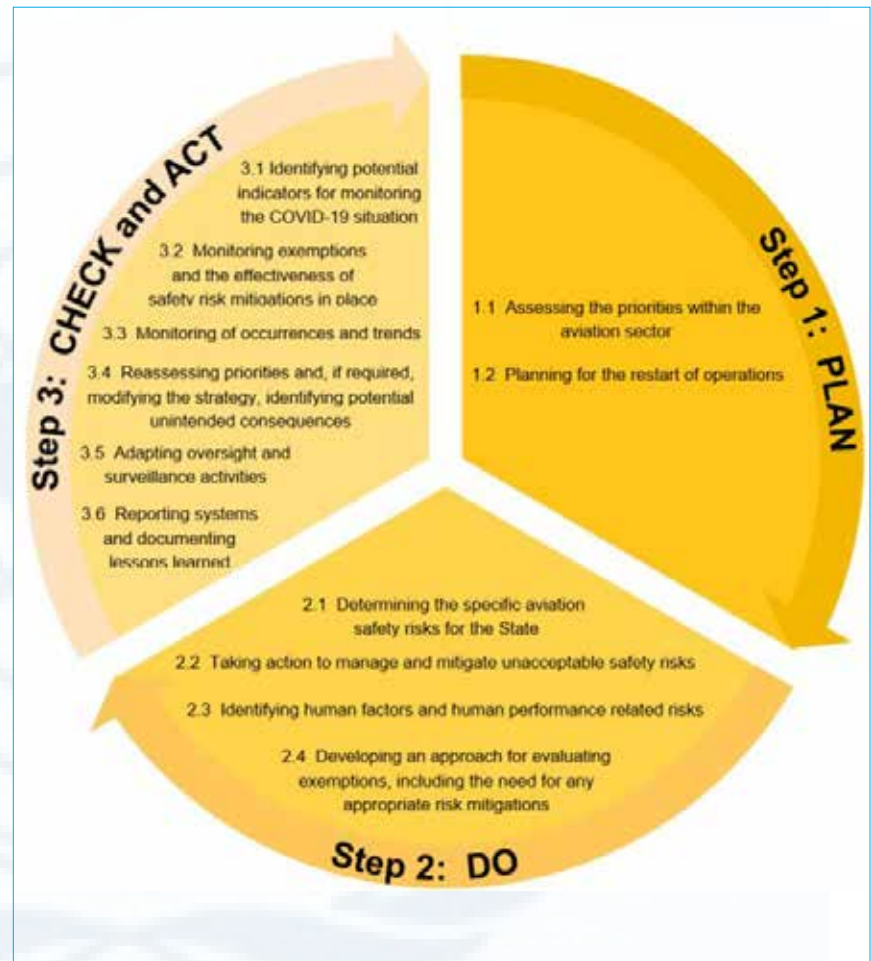 Step 1: PLAN
1.1 Assessing the priorities within the
aviation sector
1.2 Planning for the restart of operations
2.1 Determining the specific aviation
safety risks for the State
2.2 Taking action to manage and mitigate unacceptable safety risks
2.3 Identifying human factors and human performance related risks
2.4 Developing an approach for evaluating
exemptions, including the need for any
appropriate risk mitigations
Step 2: DO
Step 3: CHECK and ACT
3.1 Identifying potential
indicators for monitoring
the COVID-19 situation
3.2 Monitoring exemptions
and the effectiveness of
safety risk mitigations in place
3.3 Monitoring of occurrences and trends
3.4 Reassessing priorities and, if required,
modifying the strategy, identifying potential
unintended consequences
3.5 Adapting oversight and
surveillance activities
3.6 Reporting systems
and documenting
lessons learned